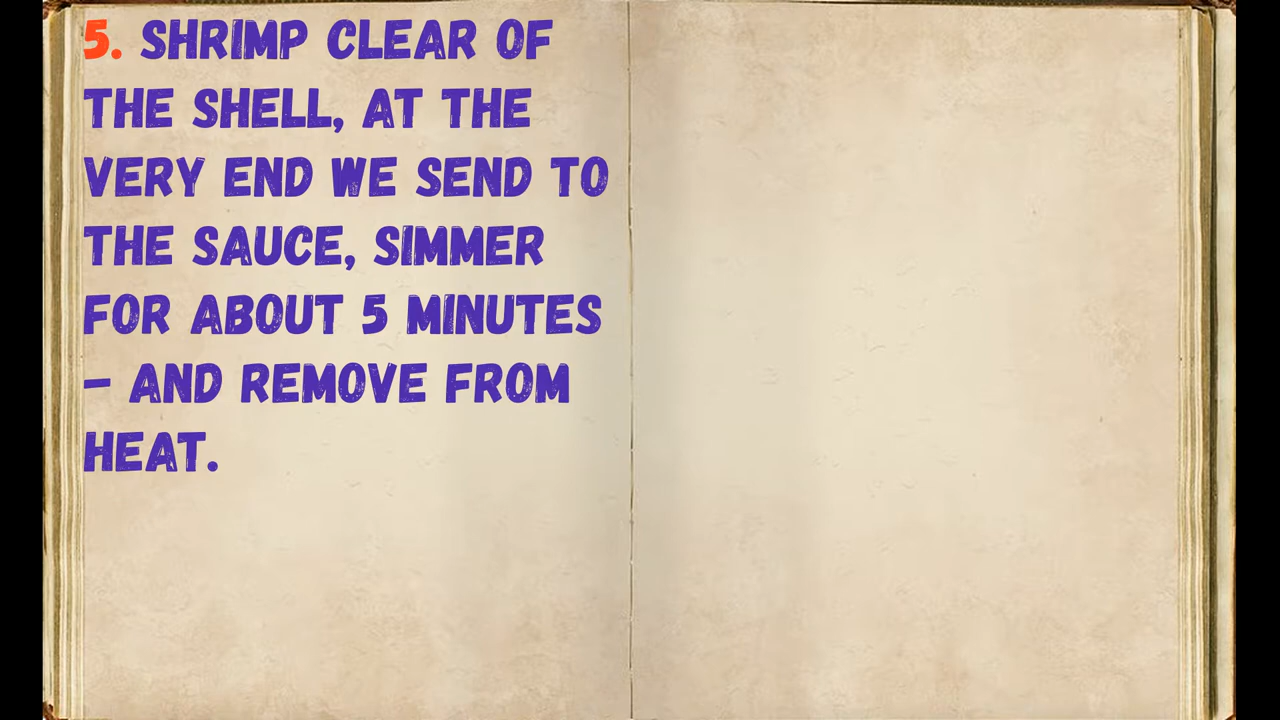 5. SHRIMP CLEAR OF
THE SHELL, AT THE
VERY END WE SEND TO
THE SAUCE, SIMMER
FOR ABOUT 5 MINUTES
– AND REMOVE FROM
HEAT.